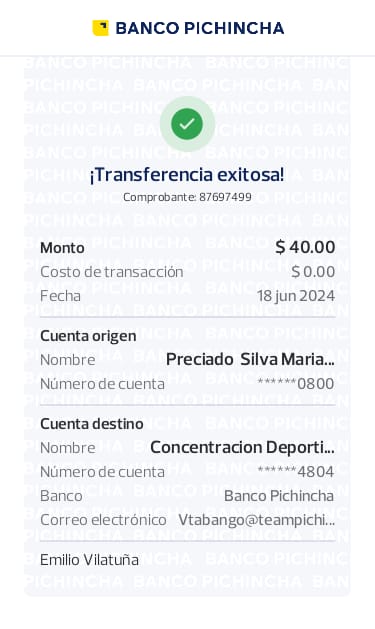 BANCO PICHINCHA
¡Transferencia exitosa!
Comprobante: 87697499
Monto $ 40.00
Costo de transacción $ 0.00
Fecha 18 jun 2024
Cuenta origen
Nombre Preciado Silva Maria...
Número de cuenta ******0800
Cuenta destino
Nombre Concentracion Deporti...
Número de cuenta ******4804
Banco Banco Pichincha
Correo electrónico Vtabango@teampichi...
Emilio Vilatuña